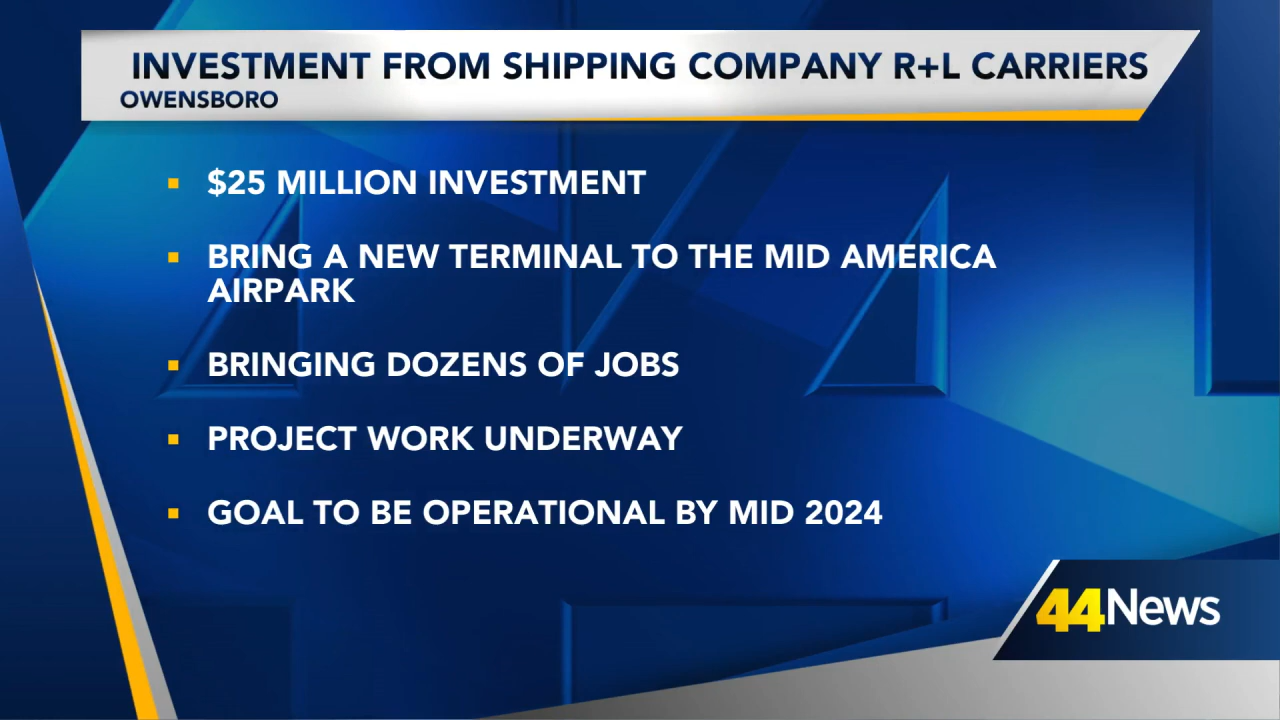 INVESTMENT FROM SHIPPING COMPANY R+L CARRIERS
OWENSBORO
▪ $25 MILLION INVESTMENT
▪ BRING A NEW TERMINAL TO THE MID AMERICA
AIRPARK
▪ BRINGING DOZENS OF JOBS
▪ PROJECT WORK UNDERWAY
▪ GOAL TO BE OPERATIONAL BY MID 2024
44News